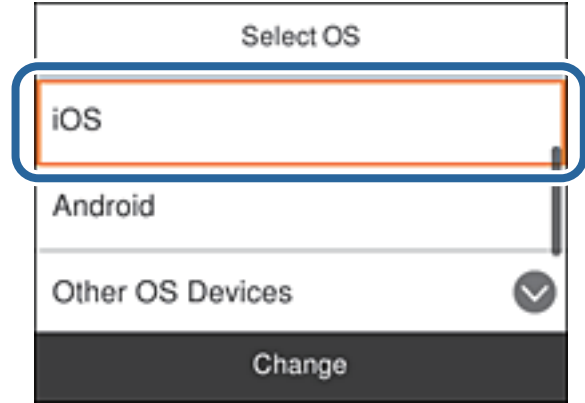 Select OS
iOS
Android
Other OS Devices
Change